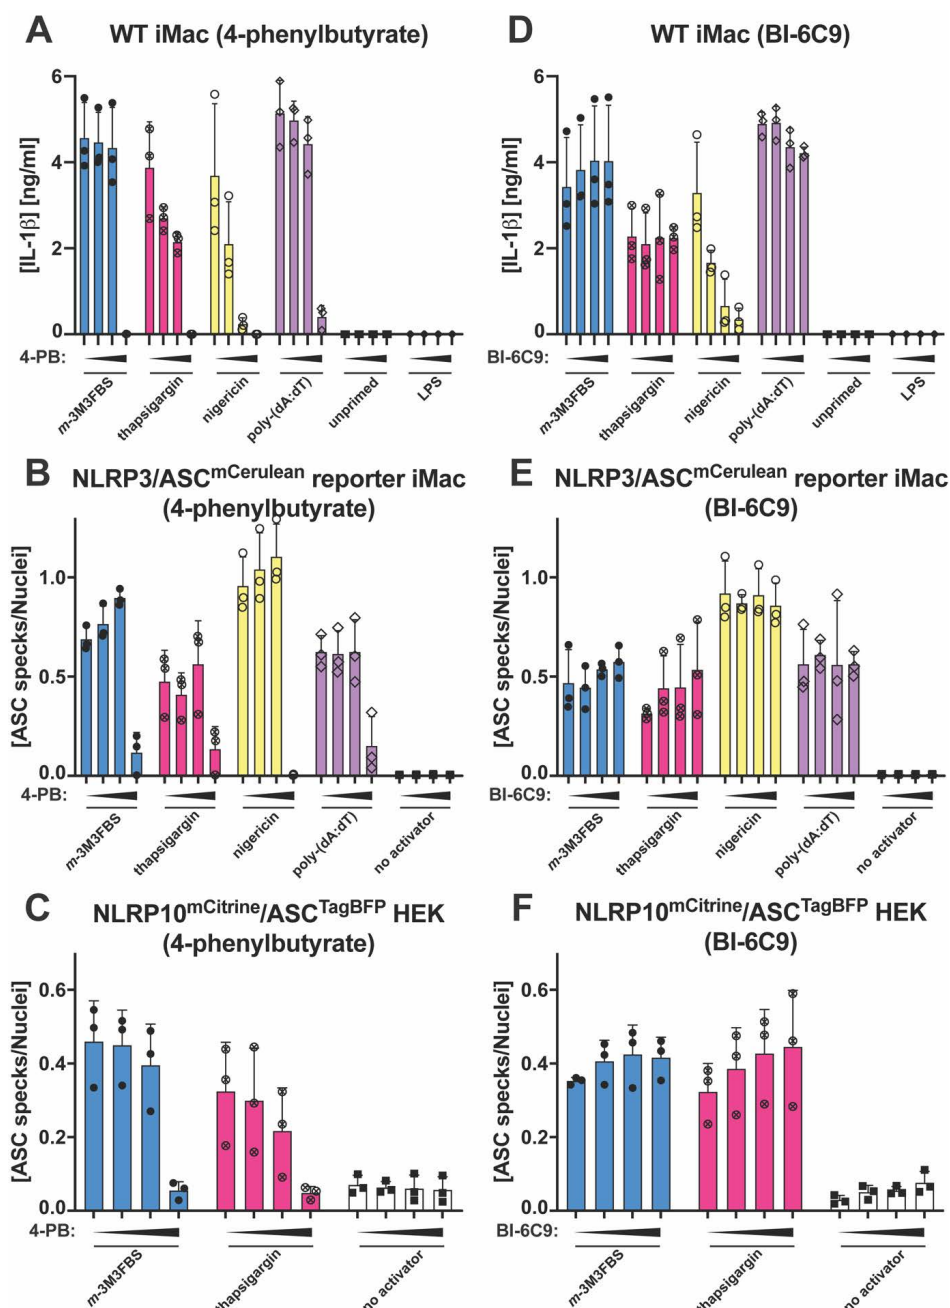 A WT iMac (4-phenylbutyrate)
[IL-1β] [ng/ml]
6
4
2
0
4-PB:
m-3M3FBS
thapsigargin
nigericin
poly-(dA:dT)
unprimed
LPS
D WT iMac (BI-6C9)
[IL-1β] [ng/ml]
6
4
2
0
BI-6C9:
m-3M3FBS
thapsigargin
nigericin
poly-(dA:dT)
unprimed
LPS
B NLRP3/ASCmCerulean reporter iMac
(4-phenylbutyrate)
[ASC specks/Nuclei]
1.0
0.5
0.0
4-PB:
m-3M3FBS
thapsigargin
nigericin
poly-(dA:dT)
no activator
E NLRP3/ASCmCerulean reporter iMac
(BI-6C9)
[ASC specks/Nuclei]
1.0
0.5
0.0
BI-6C9:
m-3M3FBS
thapsigargin
nigericin
poly-(dA:dT)
no activator
C NLRP10mCitrine/ASCTagBFP HEK
(4-phenylbutyrate)
[ASC specks/Nuclei]
0.6
0.4
0.2
0.0
4-PB:
m-3M3FBS
thapsigargin
no activator
F NLRP10mCitrine/ASCTagBFP HEK
(BI-6C9)
[ASC specks/Nuclei]
0.6
0.4
0.2
0.0
BI-6C9:
m-3M3FBS
thapsigargin
no activator